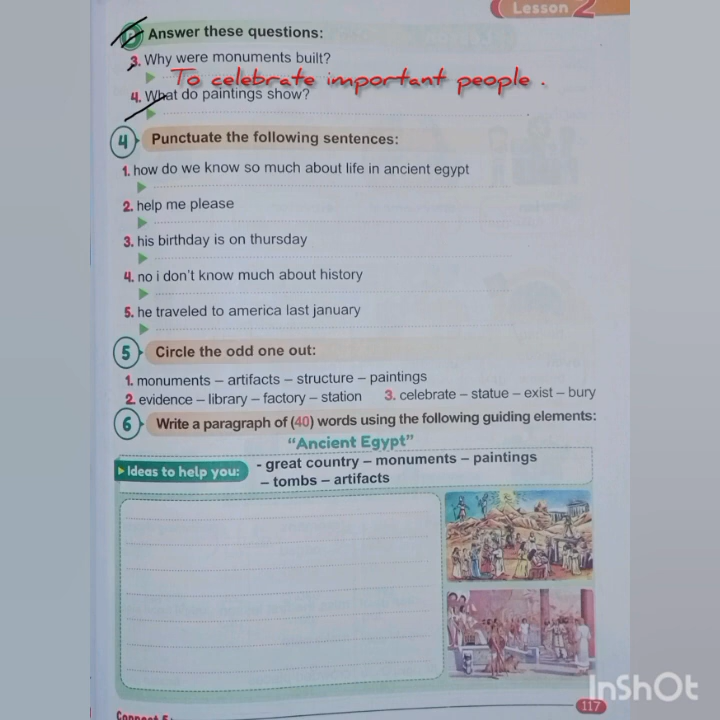 Lesson 2
Answer these questions:
3. Why were monuments built?
To celebrate important people.
4. What do paintings show?
4 Punctuate the following sentences:
1. how do we know so much about life in ancient egypt
2. help me please
3. his birthday is on thursday
4. no i don't know much about history
5. he traveled to america last january
5 Circle the odd one out:
1. monuments – artifacts – structure – paintings
2. evidence – library – factory – station 3. celebrate – statue – exist – bury
6 Write a paragraph of (40) words using the following guiding elements:
"Ancient Egypt"
Ideas to help you: - great country – monuments – paintings
– tombs – artifacts
InShOt
117
Connect 5